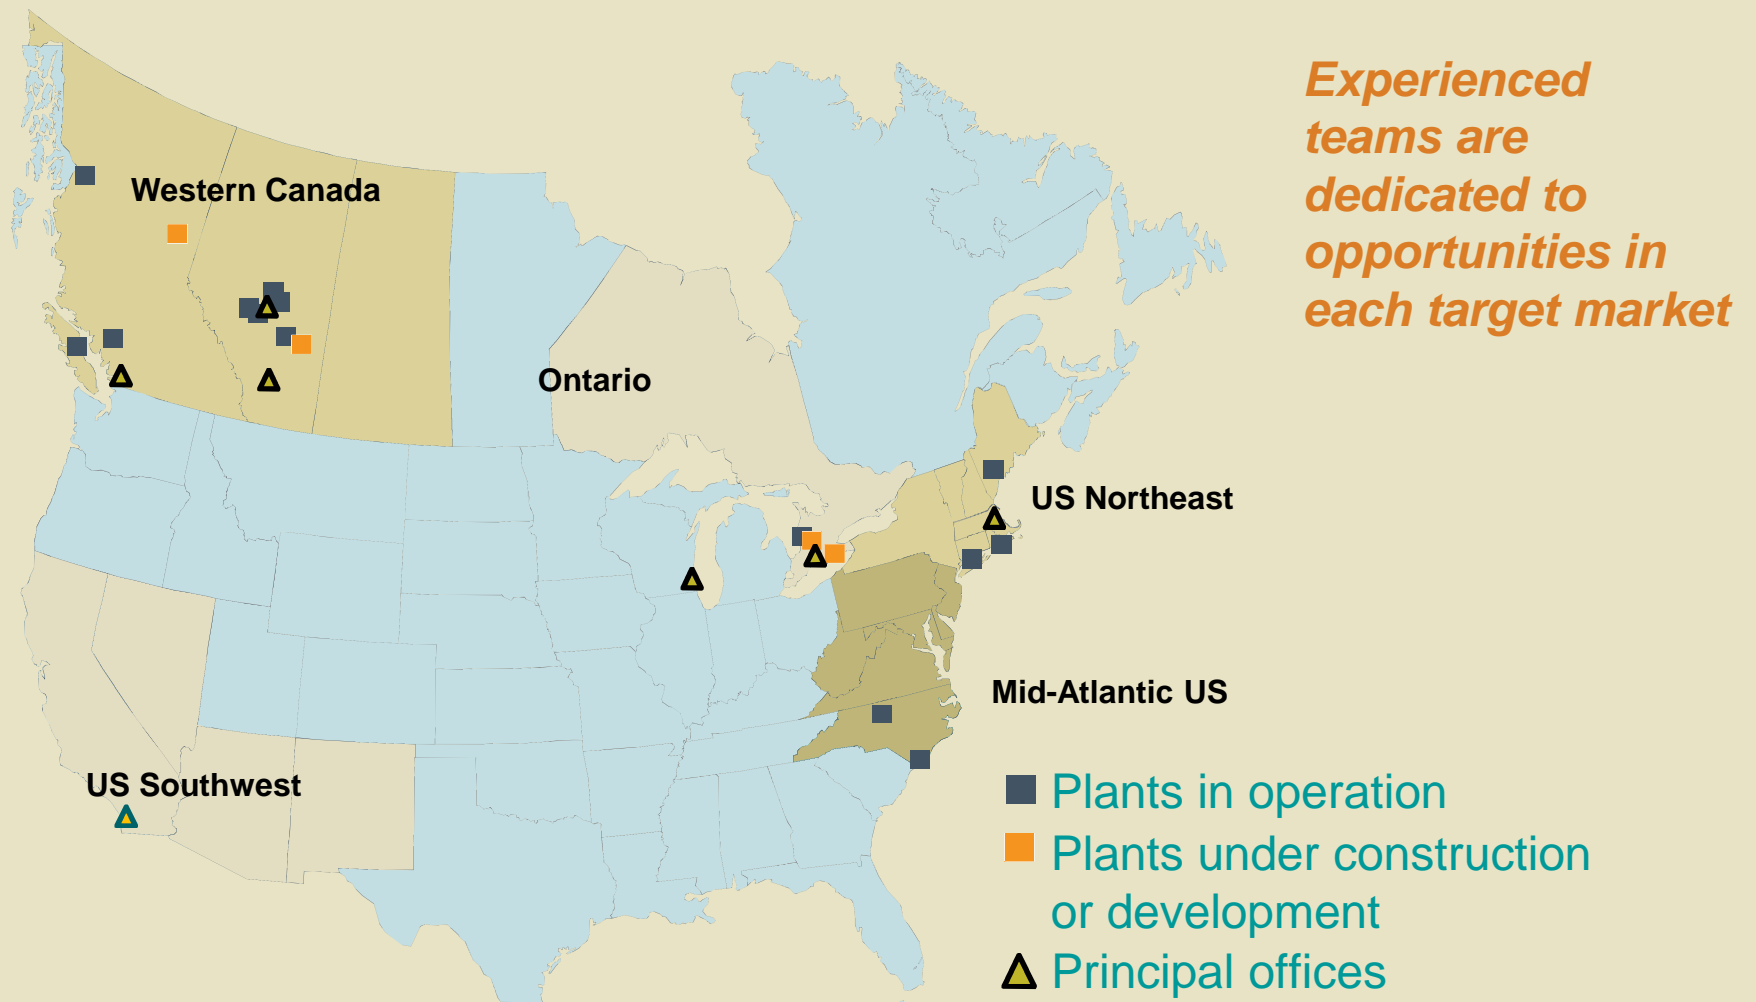 Experienced
teams are
dedicated to
opportunities in
each target market
Western Canada
Ontario
US Northeast
Mid-Atlantic US
US Southwest
Plants in operation
Plants under construction
or development
Principal offices